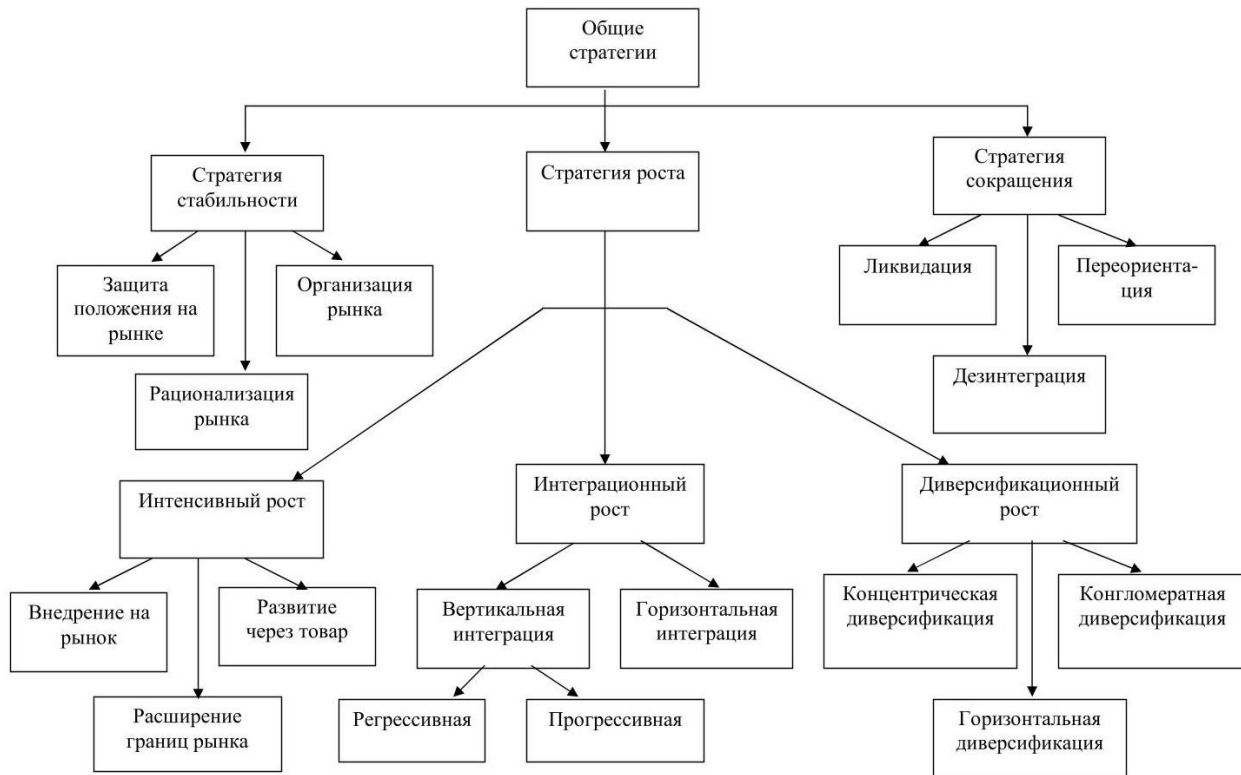 Общие
стратегии
Стратегия
стабильности
Стратегия роста
Стратегия
сокращения
Защита
положения на
рынке
Организация
рынка
Рационализация
рынка
Ликвидация
Переориента-
ция
Дезинтеграция
Интенсивный рост
Интеграционный
рост
Диверсификационный
рост
Внедрение на
рынок
Развитие
через товар
Расширение
границ рынка
Вертикальная
интеграция
Горизонтальная
интеграция
Регрессивная
Прогрессивная
Концентрическая
диверсификация
Конгломератная
диверсификация
Горизонтальная
диверсификация